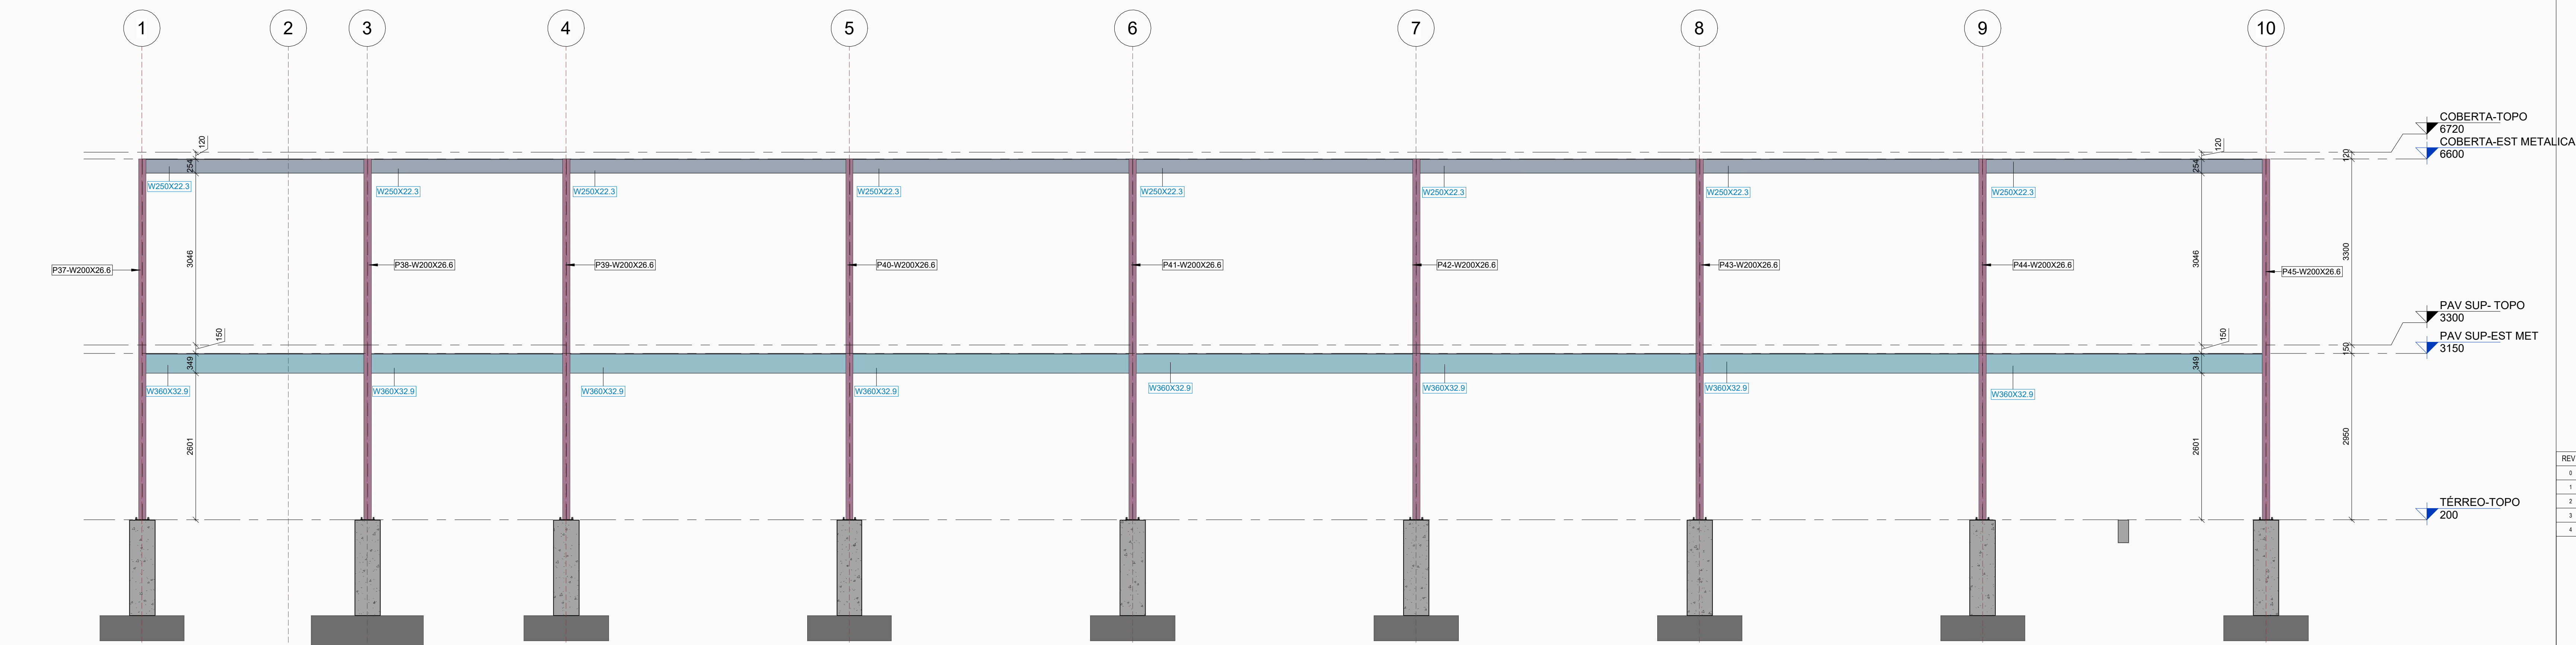 1 2 3 4 5 6 7 8 9 10
COBERTA-TOPO
6720
COBERTA-EST METALICA
6600
120 120 120
254 254
W250X22.3 W250X22.3 W250X22.3 W250X22.3 W250X22.3 W250X22.3 W250X22.3 W250X22.3
3046 3046 3300
P37-W200X26.6 P38-W200X26.6 P39-W200X26.6 P40-W200X26.6 P41-W200X26.6 P42-W200X26.6 P43-W200X26.6 P44-W200X26.6 P45-W200X26.6
PAV SUP- TOPO
3300
PAV SUP-EST MET
3150
150 150 150
349 349
W360X32.9 W360X32.9 W360X32.9 W360X32.9 W360X32.9 W360X32.9 W360X32.9 W360X32.9
2601 2601 2950
TÉRREO-TOPO
200
REV
0
1
2
3
4